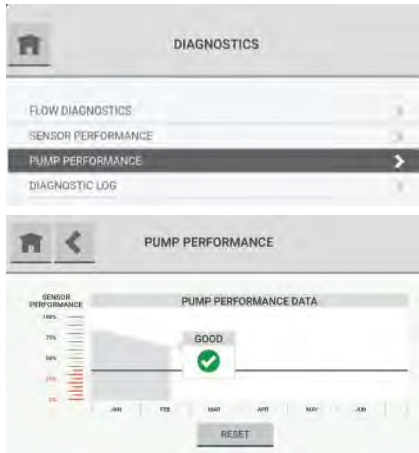 DIAGNOSTICS
FLOW DIAGNOSTICS
SENSOR PERFORMANCE
PUMP PERFORMANCE
DIAGNOSTIC LOG
PUMP PERFORMANCE
SENSOR
PERFORMANCE
PUMP PERFORMANCE DATA
100%
75%
GOOD
50%
25%
0%
JAN FEB MAR APR MAY JUN
RESET